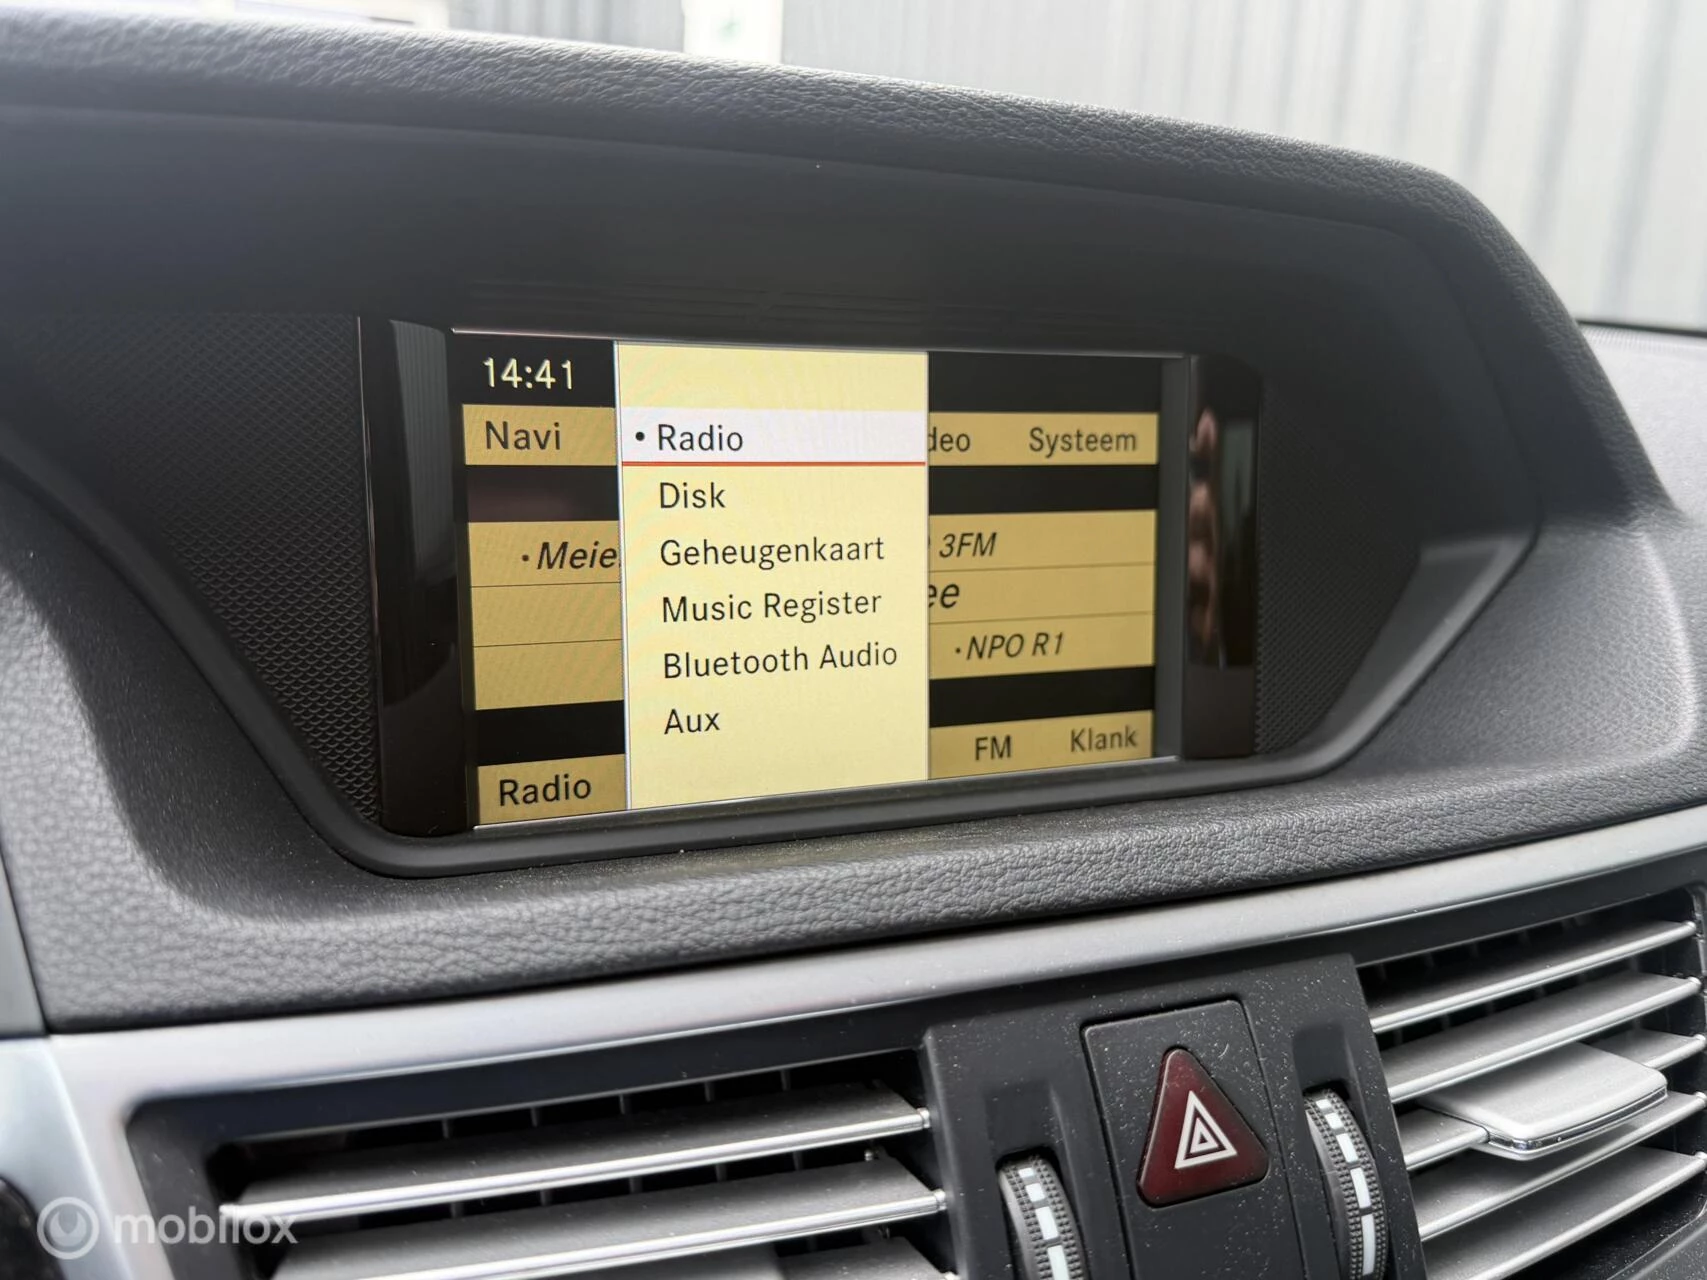 14:41
Navi
• Radio
deo
Systeem
Disk
• Meie
3FM
Geheugenkaart
ee
Music Register
• NPO R1
Bluetooth Audio
Aux
Radio
FM
Klank
mobilox